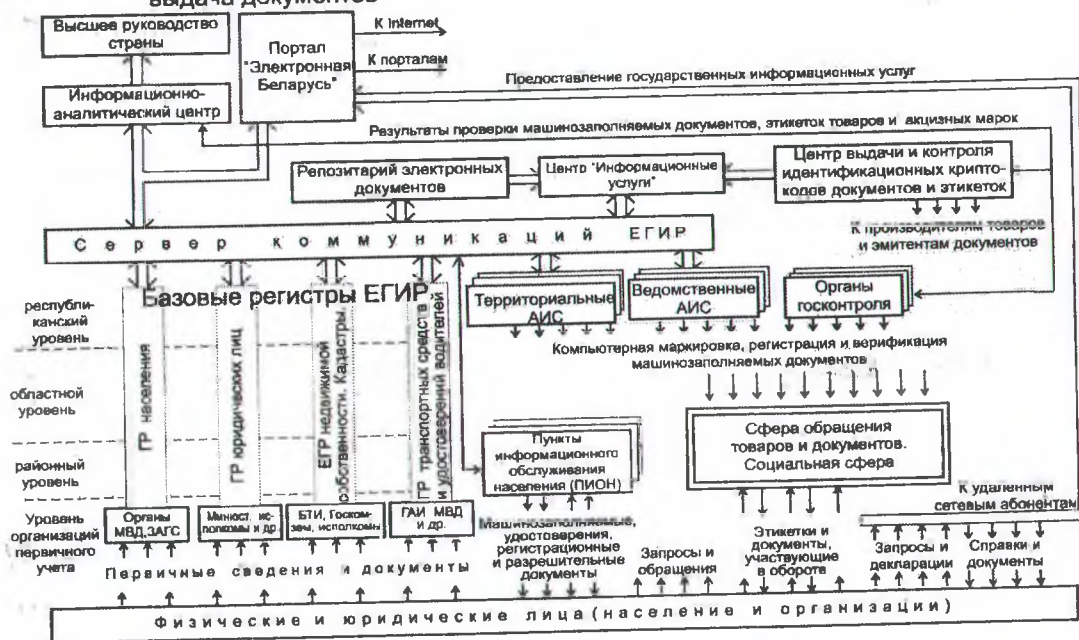 выдача документов
Высшее руководство
страны
Портал
"Электронная
Беларусь"
К Internet
К порталам
Информационно-
аналитический центр
Предоставление государственных информационных услуг
Результаты проверки машинозаполняемых документов, этикеток товаров и акцизных марок
Репозитарий электронных
документов
Центр "Информационные
услуги"
Центр выдачи и контроля
идентификационных крипто-
кодов документов и этикеток
К производителям товаров
и эмитентам документов
Сервер коммуникаций ЕГИР
Базовые регистры ЕГИР
республи-
канский
уровень
областной
уровень
районный
уровень
Уровень
организаций
первичного
учета
ГР населения
ГР юридических лиц
ЕГР недвижимой
собственности. Кадастры.
ГР транспортных средств
и удостоверений водителей
Территориальные
АИС
Ведомственные
АИС
Органы
госконтроля
Компьютерная маркировка, регистрация и верификация
машинозаполняемых документов
Сфера обращения
товаров и документов.
Социальная сфера
Пункты
информационного
обслуживания
населения (ПИОН)
К удаленным
сетевым абонентам
Органы
МВД, ЗАГС
Минюст, ис-
полкомы и др.
БТИ, Госком-
зем, исполкомы
ГАИ МВД
и др.
Первичные сведения и документы
Машинозаполняемые,
удостоверения,
регистрационные
и разрешительные
документы
Запросы и
обращения
Этикетки и
документы,
участвующие
в обороте
Запросы и
декларации
Справки и
документы
Физические и юридические лица (население и организации)